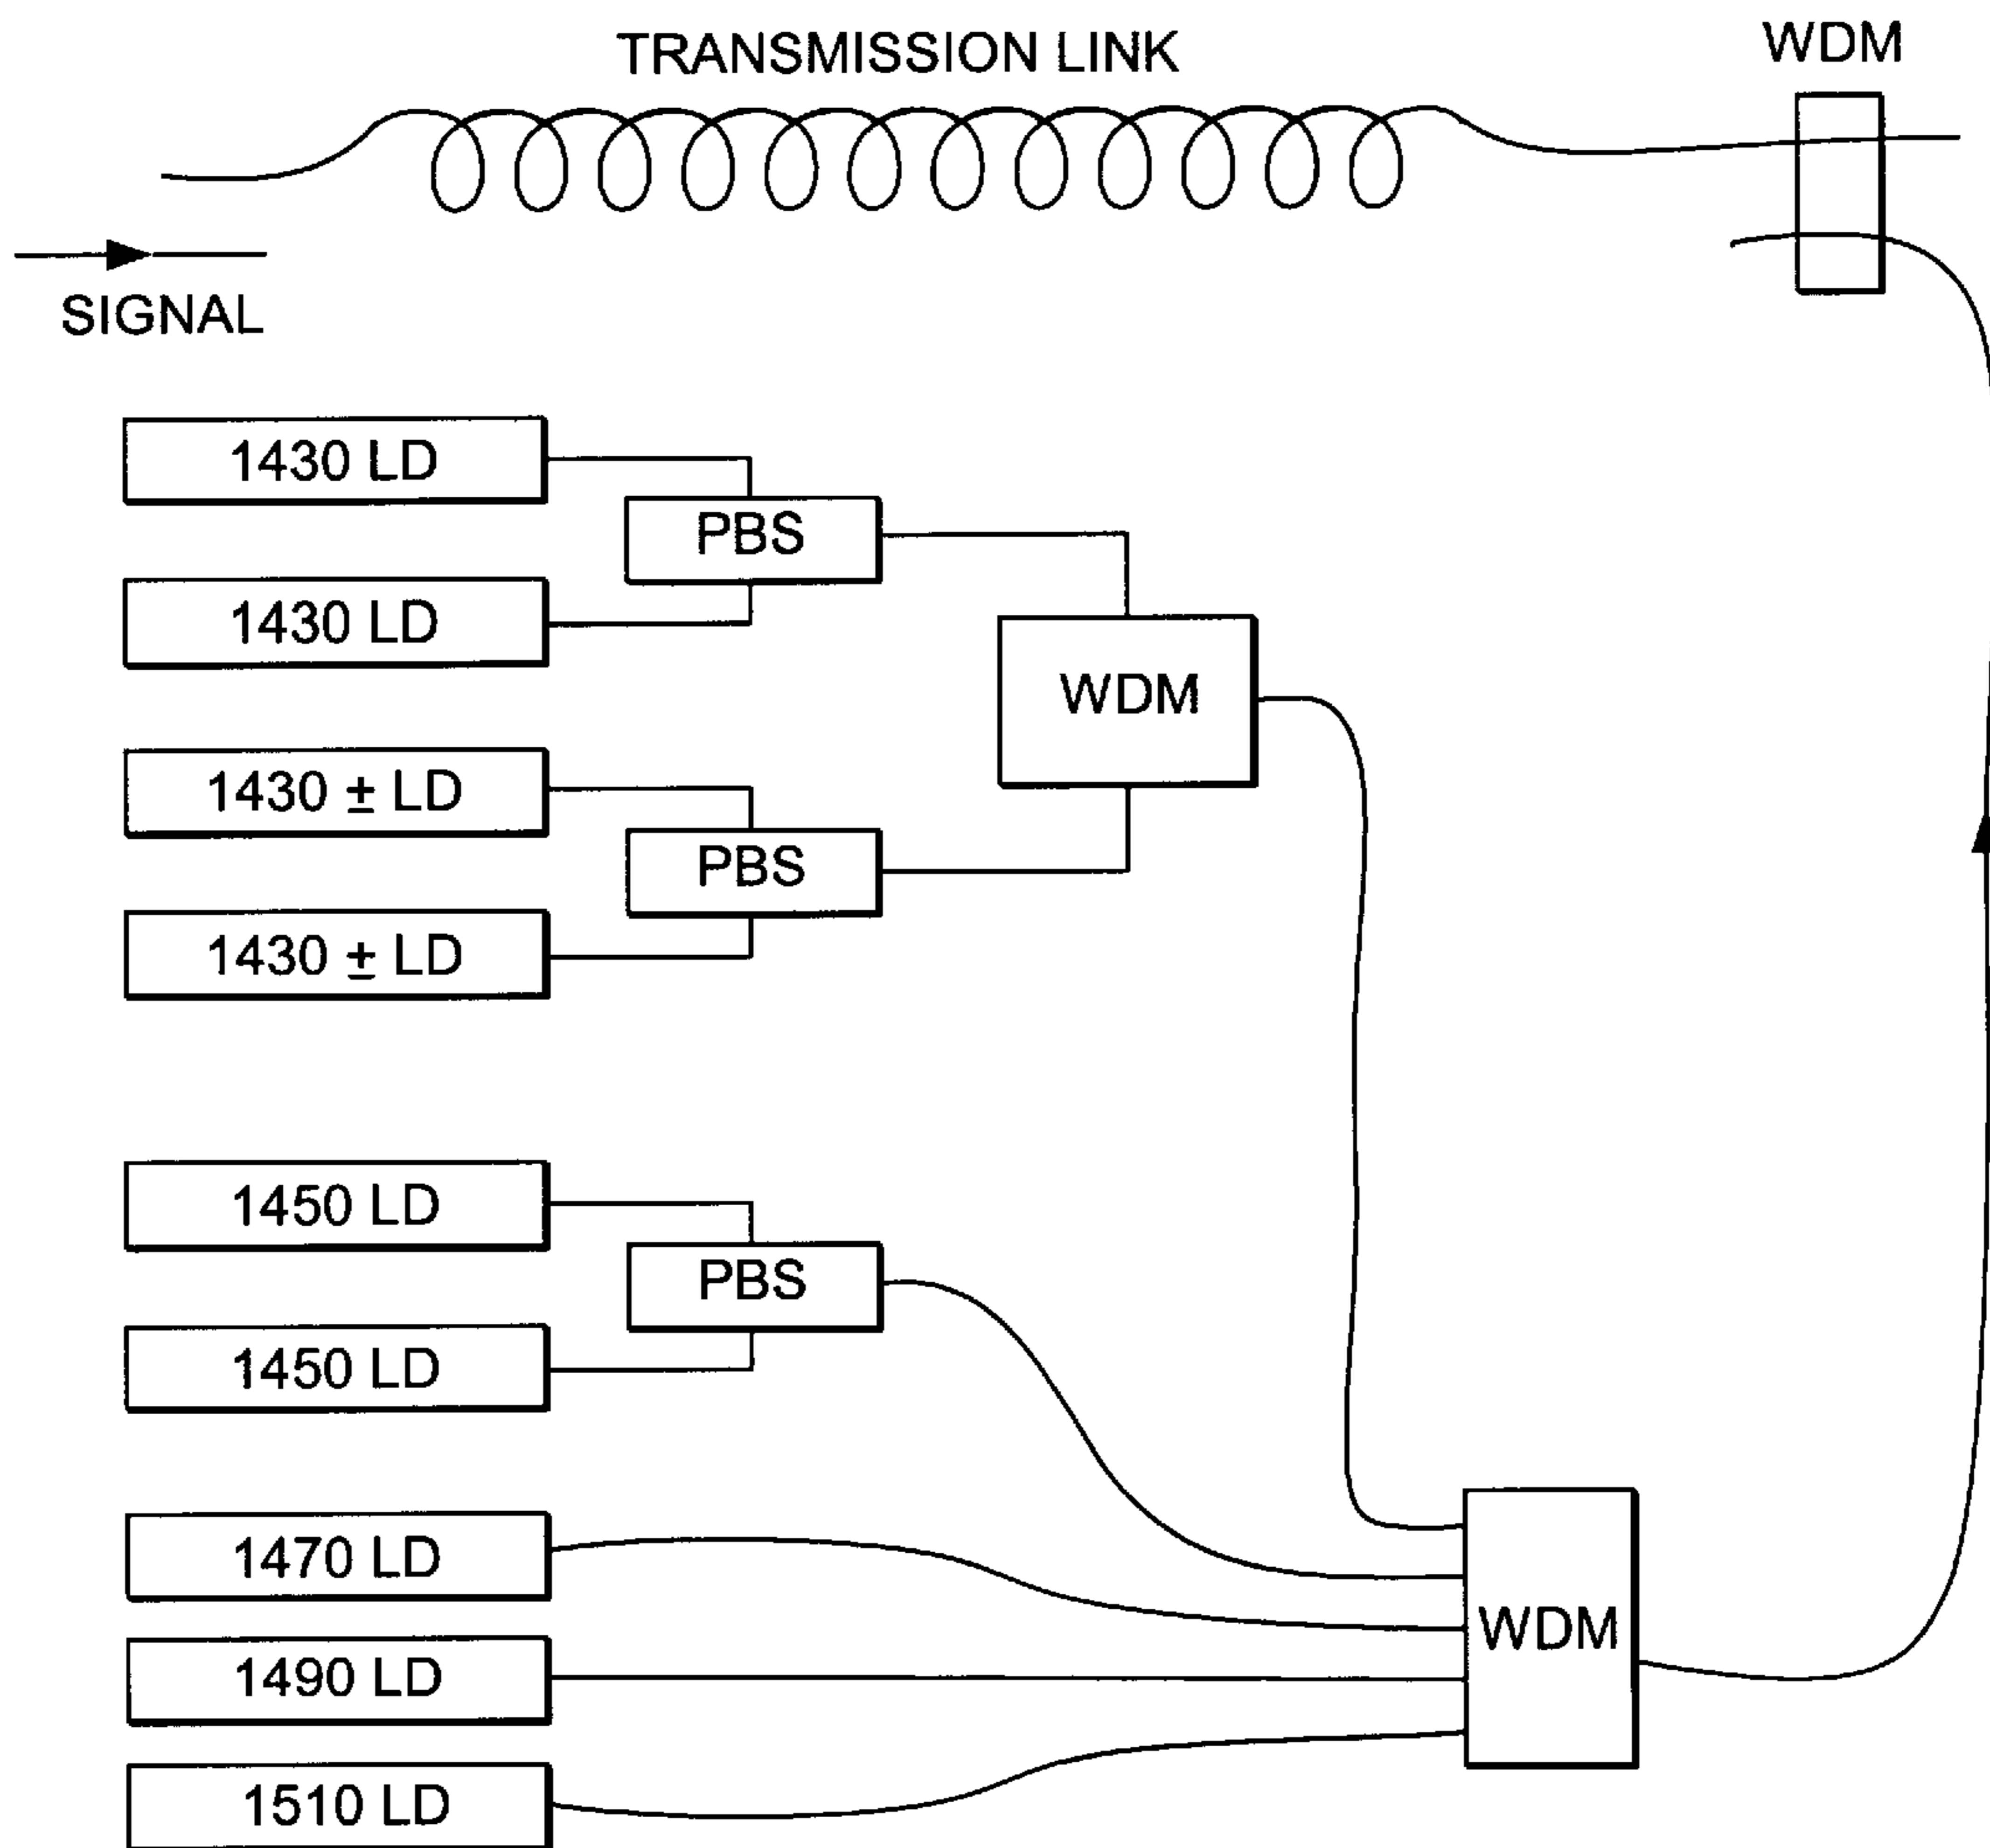 TRANSMISSION LINK
WDM
SIGNAL
1430 LD
PBS
1430 LD
WDM
1430 ± LD
PBS
1430 ± LD
1450 LD
PBS
1450 LD
1470 LD
WDM
1490 LD
1510 LD